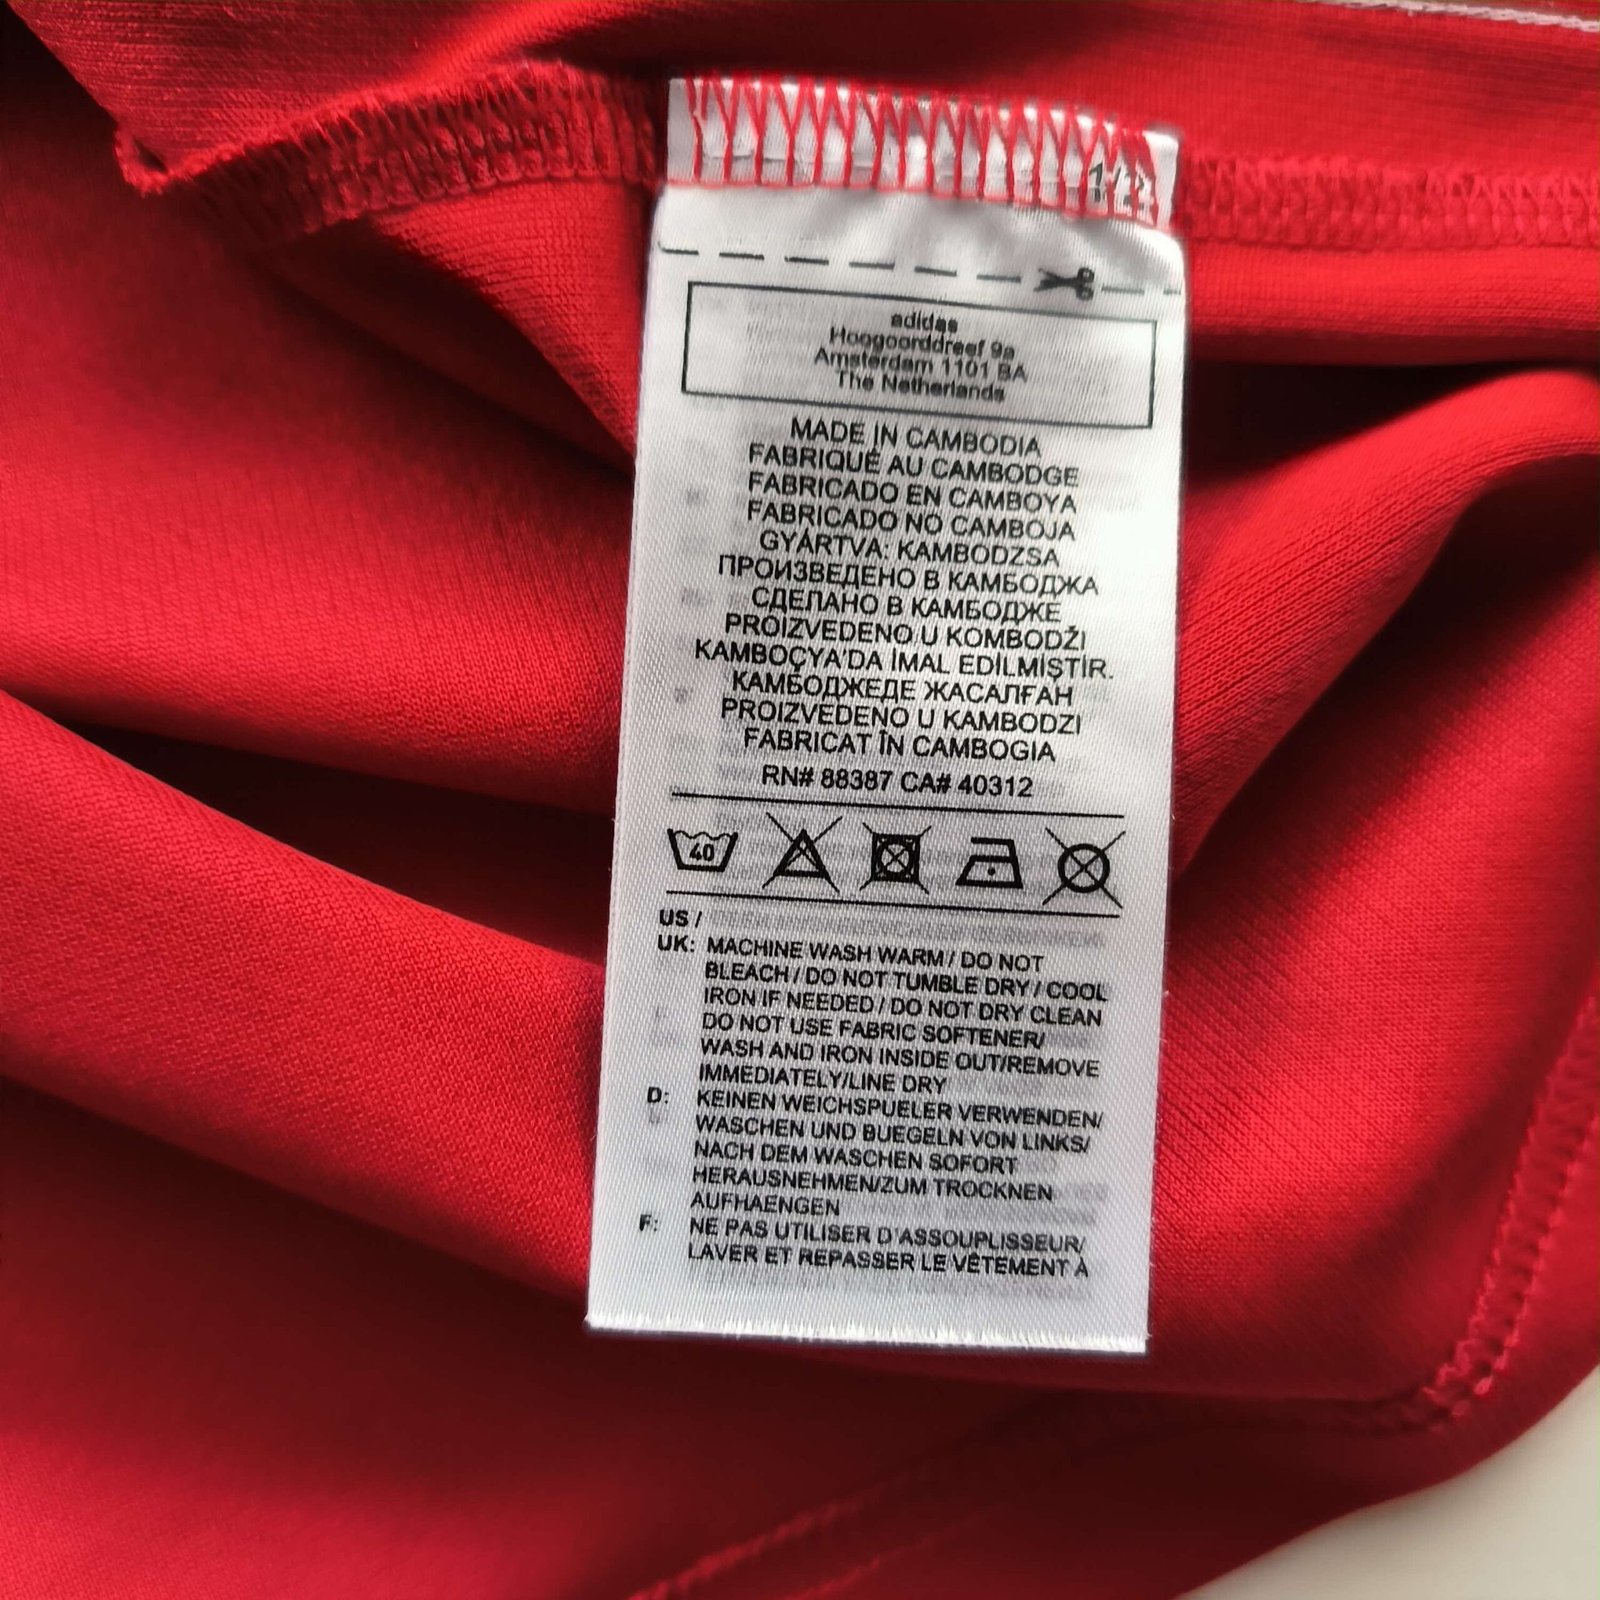 adidas
Hoogoorddreef 9a
Amsterdam 1101 BA
The Netherlands
MADE IN CAMBODIA
FABRIQUÉ AU CAMBODGE
FABRICADO EN CAMBOYA
FABRICADO NO CAMBOJA
GYÁRTVA: KAMBODZSA
ПРОИЗВЕДЕНО В КАМБОДЖА
СДЕЛАНО В КАМБОДЖЕ
PROIZVEDENO U KOMBODŽI
KAMBOÇYA'DA İMAL EDİLMİŞTİR.
КАМБОДЖЕДЕ ЖАСАЛҒАН
PROIZVEDENO U KAMBODZI
FABRICAT ÎN CAMBOGIA
RN# 88387 CA# 40312
40
US /
UK: MACHINE WASH WARM / DO NOT
BLEACH / DO NOT TUMBLE DRY / COOL
IRON IF NEEDED / DO NOT DRY CLEAN
DO NOT USE FABRIC SOFTENER/
WASH AND IRON INSIDE OUT/REMOVE
IMMEDIATELY/LINE DRY
D: KEINEN WEICHSPUELER VERWENDEN/
WASCHEN UND BUEGELN VON LINKS/
NACH DEM WASCHEN SOFORT
HERAUSNEHMEN/ZUM TROCKNEN
AUFHAENGEN
F: NE PAS UTILISER D'ASSOUPLISSEUR/
LAVER ET REPASSER LE VÊTEMENT À